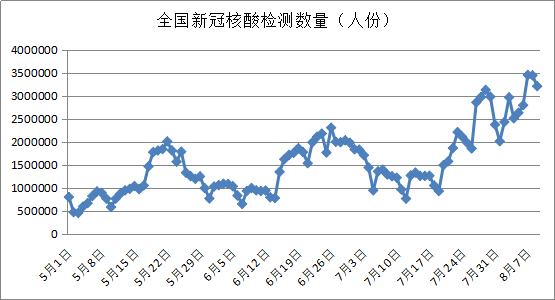 全国新冠核酸检测数量（人份）
4000000
3500000
3000000
2500000
2000000
1500000
1000000
500000
0
5月1日
5月8日
5月15日
5月22日
5月29日
6月5日
6月12日
6月19日
6月26日
7月3日
7月10日
7月17日
7月24日
7月31日
8月7日